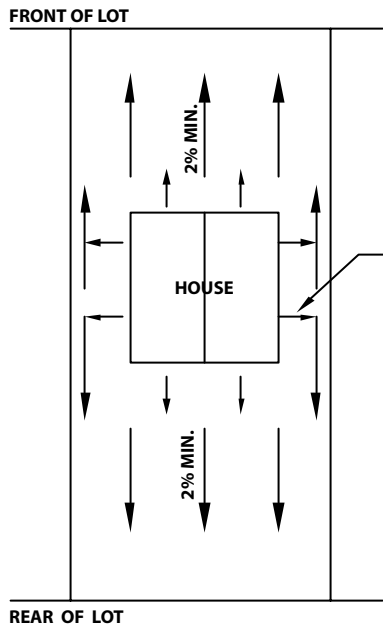 FRONT OF LOT
2% MIN.
HOUSE
2% MIN.
REAR OF LOT